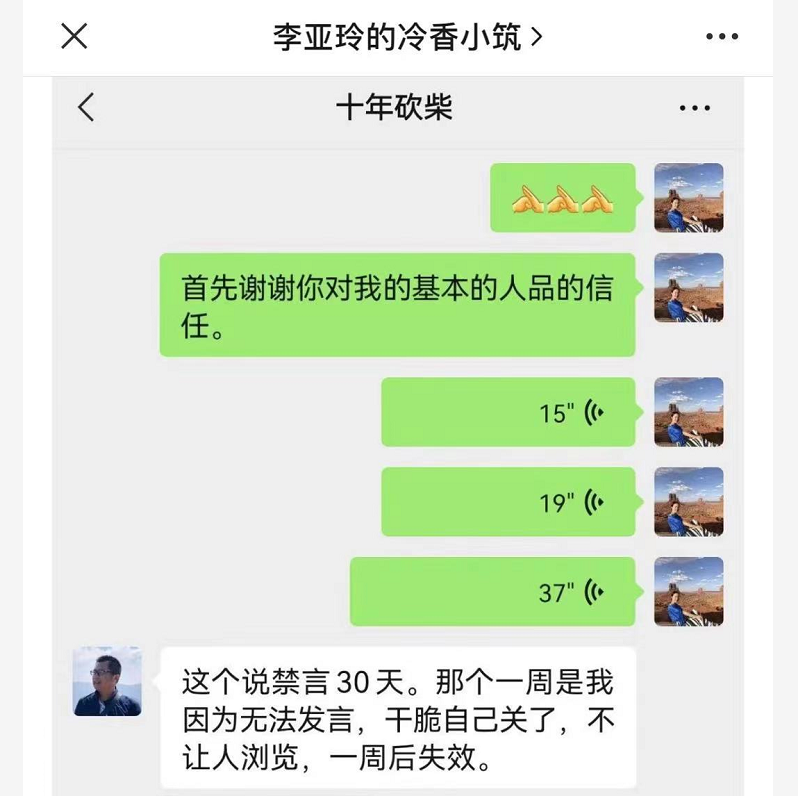 李亚玲的冷香小筑
十年砍柴
首先谢谢你对我的基本的人品的信
任。
15"
19"
37"
这个说禁言30天。那个一周是我
因为无法发言，干脆自己关了，不
让人浏览，一周后失效。